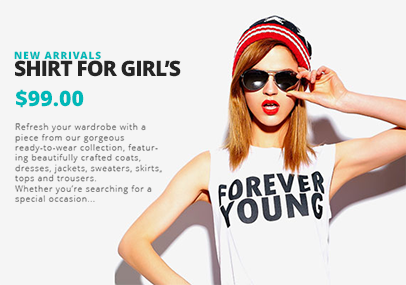 NEW ARRIVALS
SHIRT FOR GIRL'S
$99.00
Refresh your wardrobe with a
piece from our gorgeous
ready-to-wear collection, featur-
ing beautifully crafted coats,
dresses, jackets, sweaters, skirts,
tops and trousers.
Whether you're searching for a
special occasion...
FOREVER
YOUNG